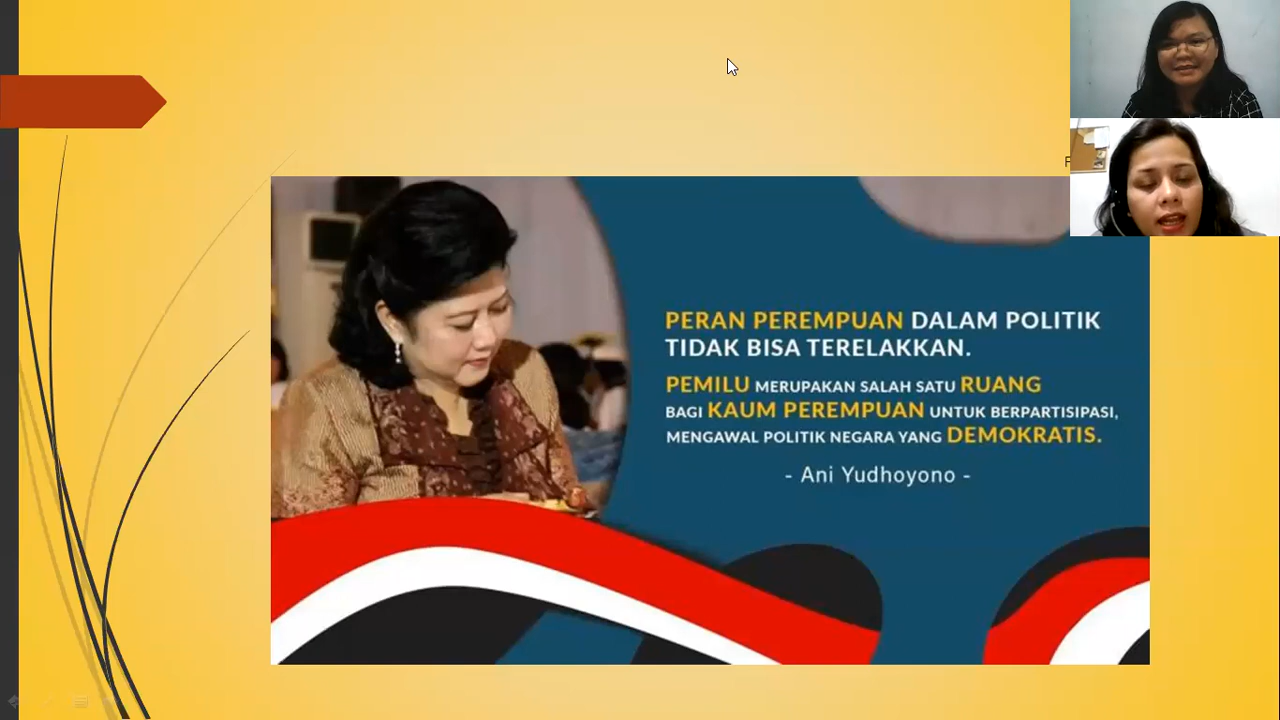 PERAN PEREMPUAN DALAM POLITIK
TIDAK BISA TERELAKKAN.
PEMILU MERUPAKAN SALAH SATU RUANG
BAGI KAUM PEREMPUAN UNTUK BERPARTISIPASI,
MENGAWAL POLITIK NEGARA YANG DEMOKRATIS.
- Ani Yudhoyono -